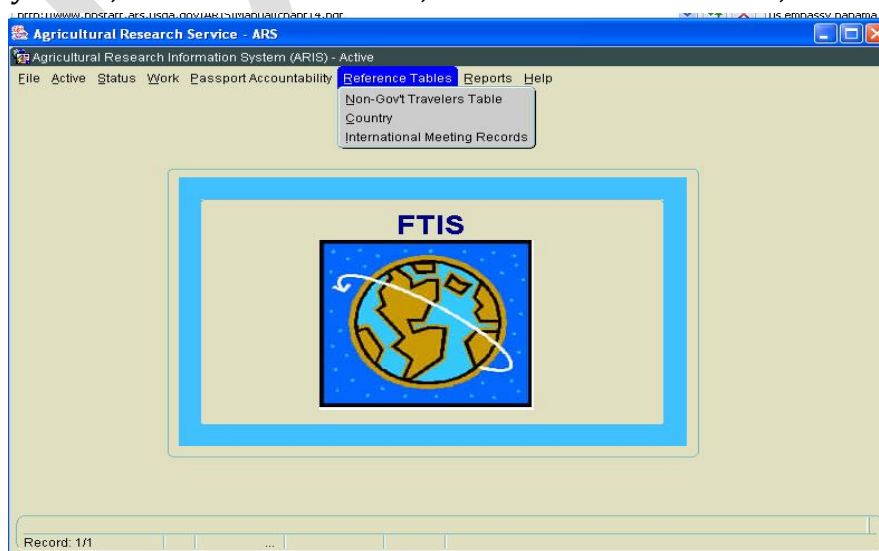 Agricultural Research Service - ARS
Agricultural Research Information System (ARIS) - Active
File Active Status Work Passport Accountability Reference Tables Reports Help
Non-Gov't Travelers Table
Country
International Meeting Records
FTIS
Record: 1/1 ...